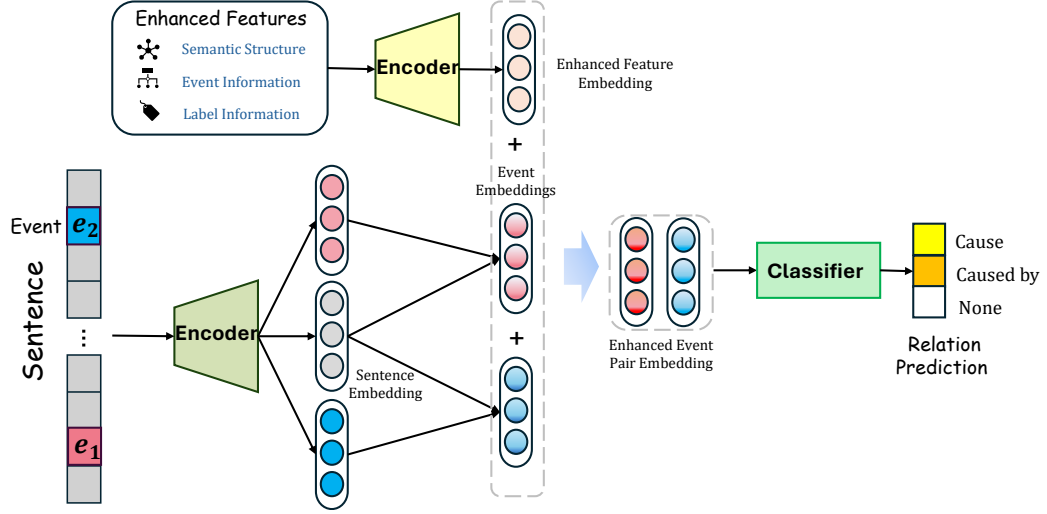 Enhanced Features
Semantic Structure
Event Information
Label Information
Encoder
Enhanced Feature
Embedding
+
Event
Embeddings
+
Sentence
Event
e₂
...
e₁
Encoder
Sentence
Embedding
Enhanced Event
Pair Embedding
Classifier
Cause
Caused by
None
Relation
Prediction